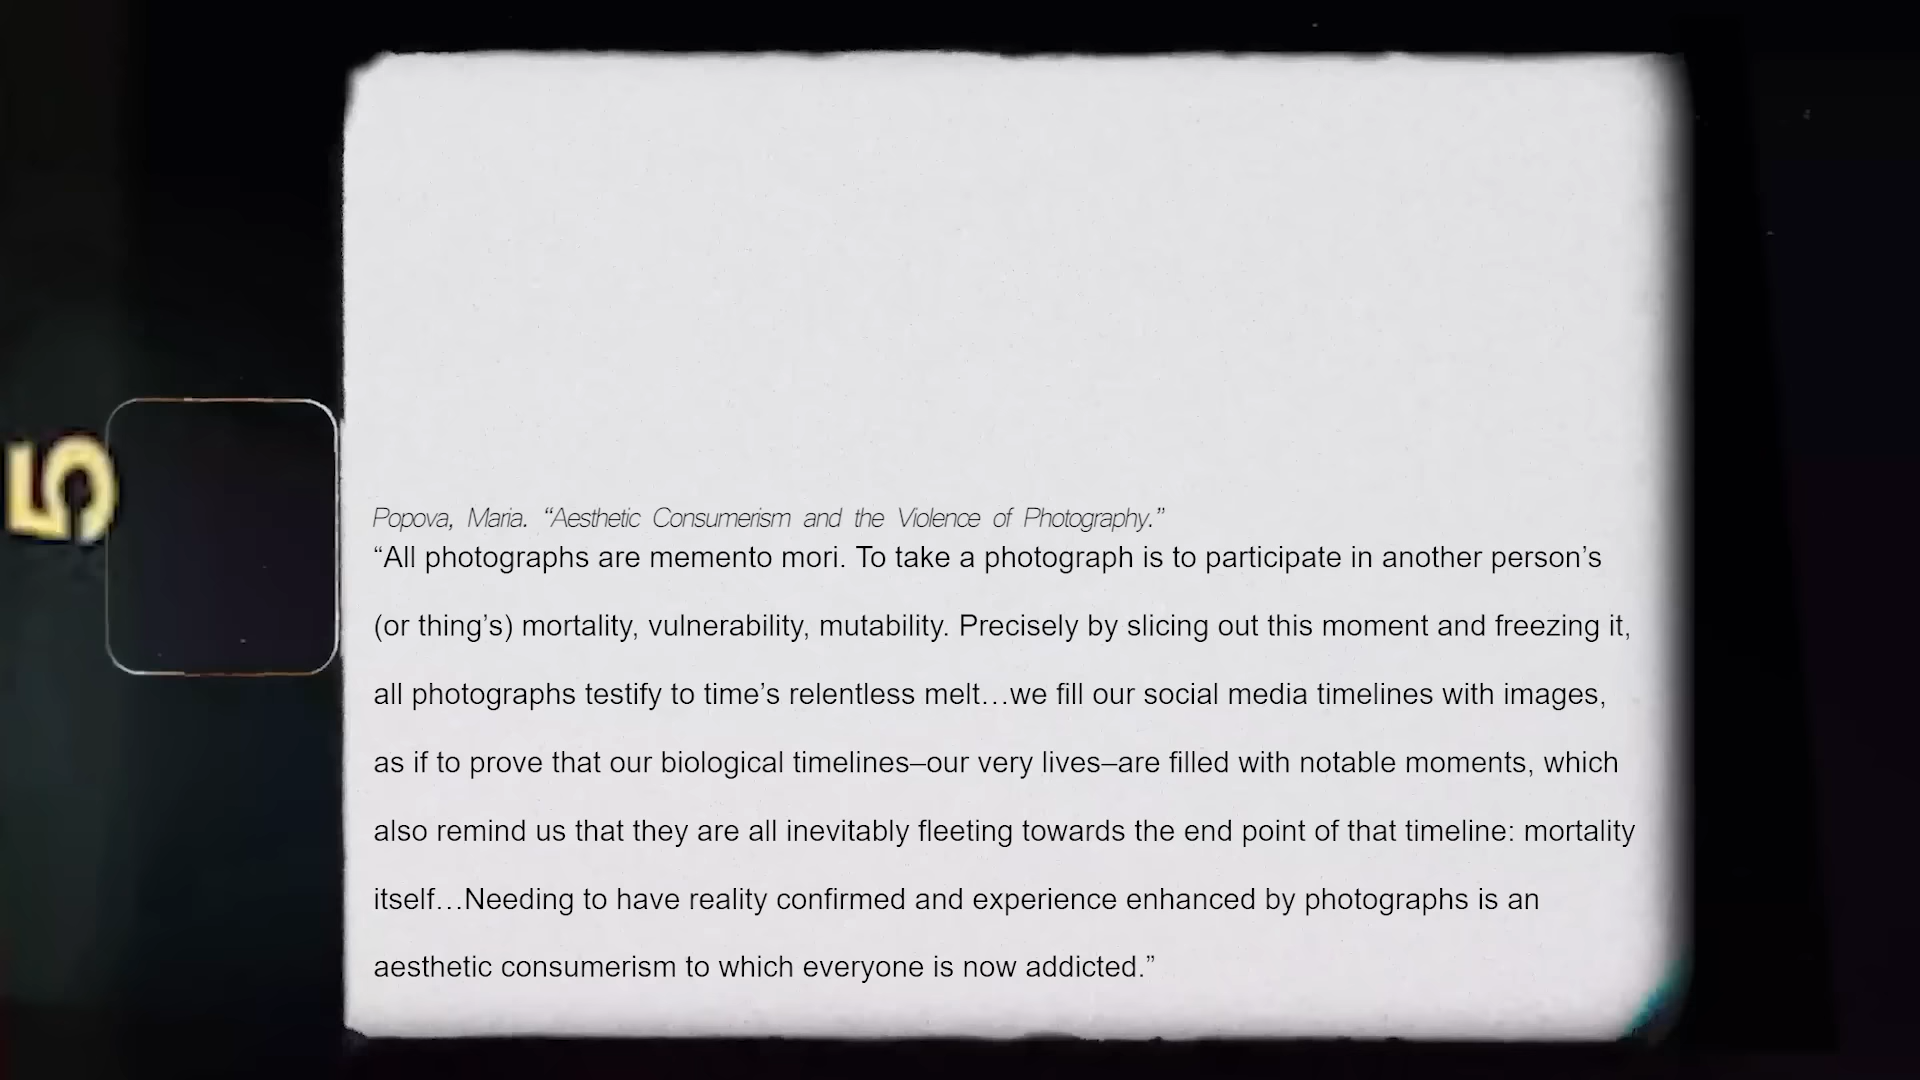 5
Popova, Maria. “Aesthetic Consumerism and the Violence of Photography.”
“All photographs are memento mori. To take a photograph is to participate in another person’s
(or thing’s) mortality, vulnerability, mutability. Precisely by slicing out this moment and freezing it,
all photographs testify to time’s relentless melt…we fill our social media timelines with images,
as if to prove that our biological timelines–our very lives–are filled with notable moments, which
also remind us that they are all inevitably fleeting towards the end point of that timeline: mortality
itself…Needing to have reality confirmed and experience enhanced by photographs is an
aesthetic consumerism to which everyone is now addicted.”